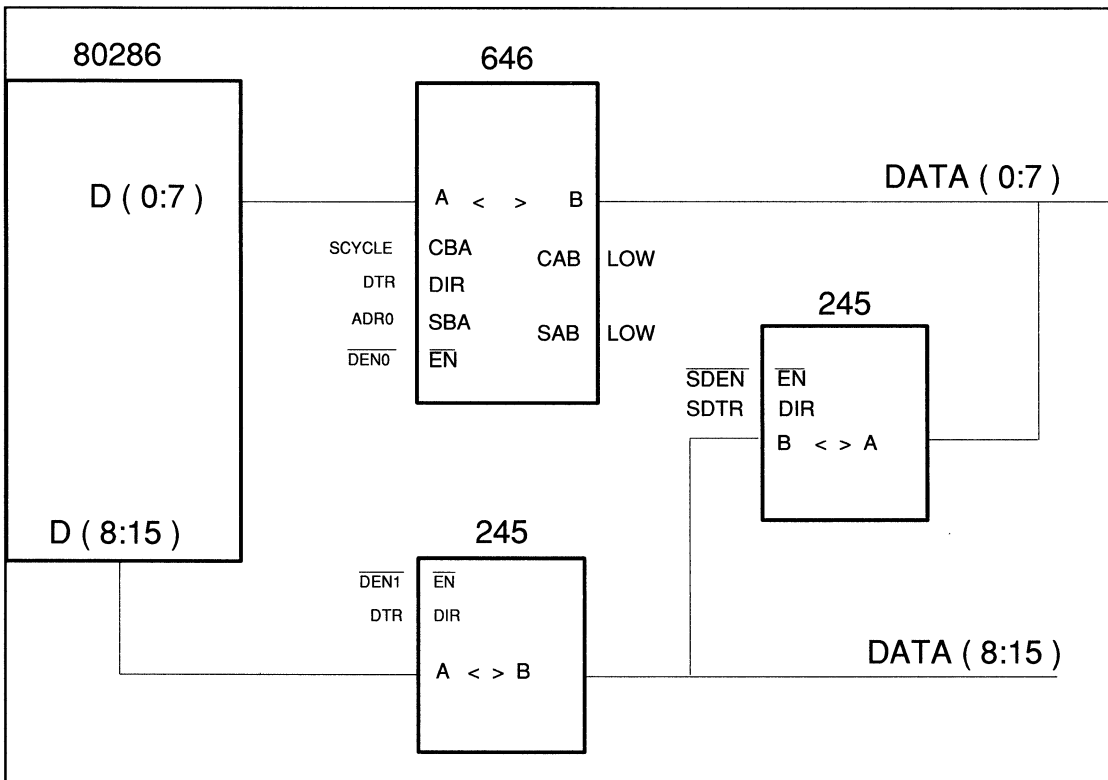 80286
646
D ( 0:7 )
A < > B
DATA ( 0:7 )
SCYCLE CBA
CAB LOW
DTR DIR
ADR0 SBA
SAB LOW
DEN0 EN
245
SDEN EN
SDTR DIR
B < > A
D ( 8:15 )
245
DEN1 EN
DTR DIR
A < > B
DATA ( 8:15 )